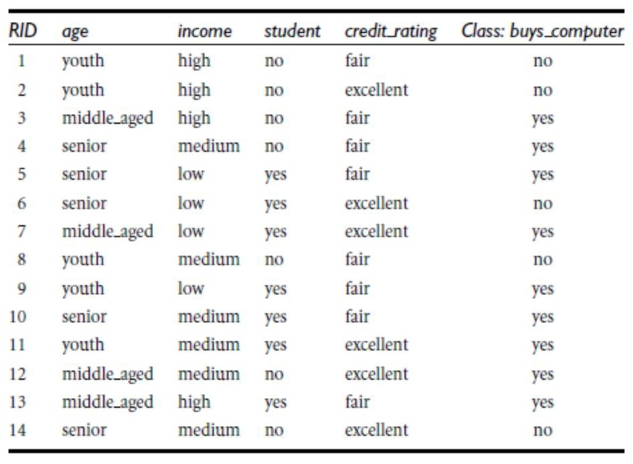 RID age income student credit_rating Class: buys_computer
1 youth high no fair no
2 youth high no excellent no
3 middle_aged high no fair yes
4 senior medium no fair yes
5 senior low yes fair yes
6 senior low yes excellent no
7 middle_aged low yes excellent yes
8 youth medium no fair no
9 youth low yes fair yes
10 senior medium yes fair yes
11 youth medium yes excellent yes
12 middle_aged medium no excellent yes
13 middle_aged high yes fair yes
14 senior medium no excellent no